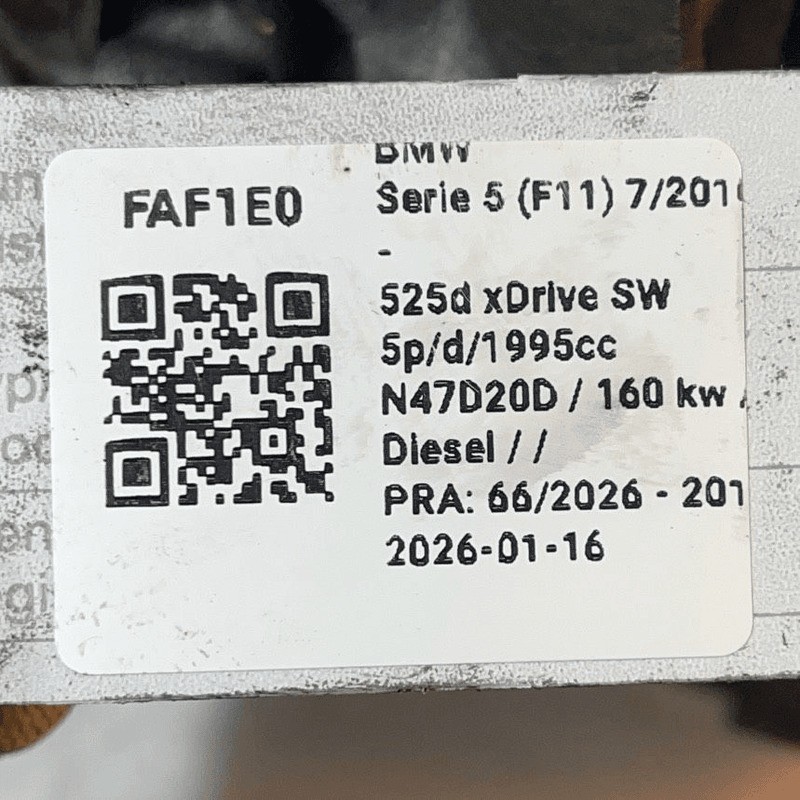 FAF1E0
BMW
Serie 5 (F11) 7/201
-
525d xDrive SW
5p/d/1995cc
N47D20D / 160 kw
Diesel / /
PRA: 66/2026 - 201
2026-01-16